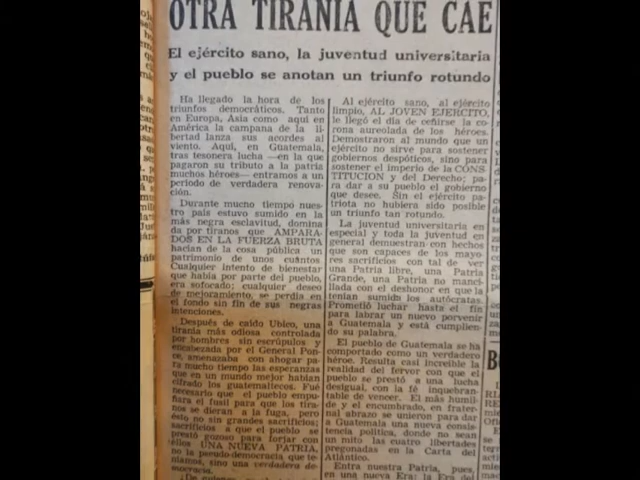 OTRA TIRANIA QUE CAE
El ejército sano, la juventud universitaria
y el pueblo se anotan un triunfo rotundo
Ha llegado la hora de los
triunfos democráticos. Tanto
en Europa, Asia como aquí en
América la campana de la li-
bertad lanza sus acordes al
viento. Aquí, en Guatemala,
tras tesonera lucha —en la que
pagaron su tributo a la patria
muchos héroes— entramos a un
período de verdadera renova-
ción.
Durante mucho tiempo nues-
tro país estuvo sumido en la
más negra esclavitud, domina-
da por tiranos que AMPARA-
DOS EN LA FUERZA BRUTA
hacían de la cosa pública un
patrimonio de unos cuantos.
Cualquier intento de bienestar
que había por parte del pueblo,
era sofocado; cualquier deseo
de mejoramiento, se perdía en
el fondo sin fin de sus negras
intenciones.
Después de caído Ubico, una
tiranía más odiosa controlada
por hombres sin escrúpulos y
encabezada por el General Pon-
ce, amenazaba con ahogar pa-
ra mucho tiempo las esperanzas
que en un mundo mejor habían
cifrado los guatemaltecos. Fué
necesario que el pueblo empu-
ñara el fusil para que los tira-
nos se dieran a la fuga, pero
ésto no sin grandes sacrificios;
sacrificios a que el pueblo se
prestó gozoso para forjar con
ellos UNA NUEVA PATRIA,
no la pseudo-democracia que te-
níamos, sino una verdadera de-
mocracia.
Al ejército sano, al ejército
limpio, AL JOVEN EJERCITO,
le llegó el día de ceñirse la co-
rona aureolada de los héroes.
Demostraron al mundo que un
ejército no sirve para sostener
gobiernos despóticos, sino para
sostener el imperio de la CONS-
TITUCION y del Derecho; pa-
ra dar a su pueblo el gobierno
que desee. Sin el ejército pa-
triota no hubiera sido posible
un triunfo tan rotundo.
La juventud universitaria en
especial y toda la juventud en
general demuestran con hechos
que son capaces de los mayo-
res sacrificios con tal de ver
una Patria libre, una Patria
Grande, una Patria no manci-
llada con el deshonor en que la
tenían sumida los autócratas.
Prometió luchar hasta el fin
para labrar un nuevo porvenir
a Guatemala y está cumplien-
do su palabra.
El pueblo de Guatemala se ha
comportado como un verdadero
héroe. Resulta casi increíble la
realidad del fervor con que el
pueblo se prestó a una lucha
desigual, con la fé inquebran-
table de vencer. El más humil-
de y el encumbrado, en frater-
nal abrazo se unieron para dar
a Guatemala una nueva consis-
tencia política, donde no sean
un mito las cuatro libertades
pregonadas en la Carta del
Atlántico.
Entra nuestra Patria, pues,
en una nueva Era: la Era del